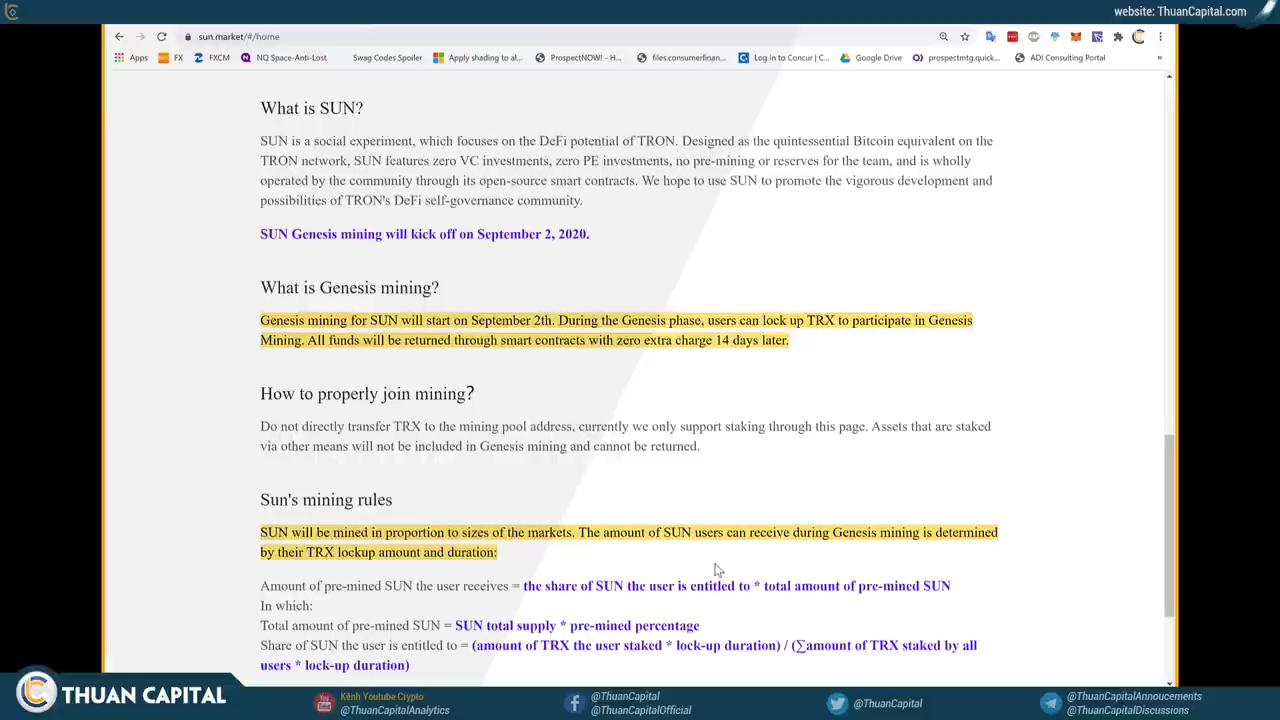 website: ThuanCapital.com
sun.market/#/home
Apps FX FXCM NQ Space-Anti-Lost Swag Codes Spoiler Apply shading to al... ProspectNOW! - H... files.consumerfinan... Log in to Concur | C... Google Drive prospectmtg.quick... ADI Consulting Portal »
What is SUN?
SUN is a social experiment, which focuses on the DeFi potential of TRON. Designed as the quintessential Bitcoin equivalent on the
TRON network, SUN features zero VC investments, zero PE investments, no pre-mining or reserves for the team, and is wholly
operated by the community through its open-source smart contracts. We hope to use SUN to promote the vigorous development and
possibilities of TRON's DeFi self-governance community.
SUN Genesis mining will kick off on September 2, 2020.
What is Genesis mining?
Genesis mining for SUN will start on September 2th. During the Genesis phase, users can lock up TRX to participate in Genesis
Mining. All funds will be returned through smart contracts with zero extra charge 14 days later.
How to properly join mining?
Do not directly transfer TRX to the mining pool address, currently we only support staking through this page. Assets that are staked
via other means will not be included in Genesis mining and cannot be returned.
Sun's mining rules
SUN will be mined in proportion to sizes of the markets. The amount of SUN users can receive during Genesis mining is determined
by their TRX lockup amount and duration:
Amount of pre-mined SUN the user receives = the share of SUN the user is entitled to * total amount of pre-mined SUN
In which:
Total amount of pre-mined SUN = SUN total supply * pre-mined percentage
Share of SUN the user is entitled to = (amount of TRX the user staked * lock-up duration) / (∑amount of TRX staked by all
users * lock-up duration)
THUAN CAPITAL
Kênh Youtube Crypto
@ThuanCapitalAnalytics
@ThuanCapital
@ThuanCapitalOfficial
@ThuanCapital
@ThuanCapitalAnnoucements
@ThuanCapitalDiscussions